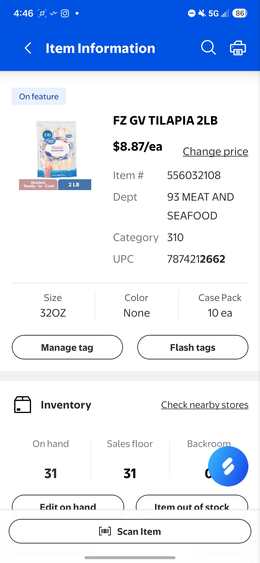 4:46
5G 86
Item Information
On feature
FZ GV TILAPIA 2LB
$8.87/ea
Change price
Item # 556032108
Dept 93 MEAT AND
SEAFOOD
Category 310
UPC 7874212662
2 LB
Size Color Case Pack
32OZ None 10 ea
Manage tag Flash tags
Inventory Check nearby stores
On hand Sales floor Backroom
31 31
Edit on hand Item out of stock
Scan Item